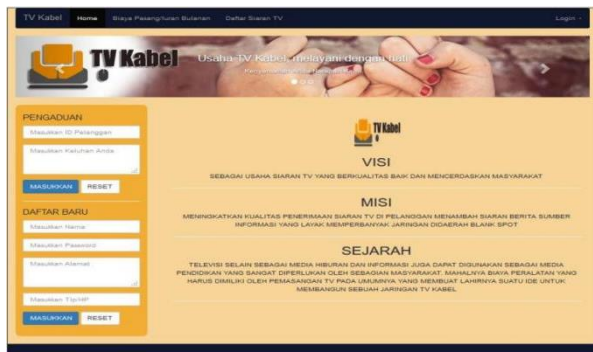 TV Kabel Home Biaya Pasang/Iuran Bulanan Daftar Siaran TV Login
TV Kabel
Usaha TV Kabel, melayani dengan hati
PENGADUAN
Masukkan ID Pelanggan
Masukkan Keluhan Anda
MASUKKAN RESET
DAFTAR BARU
Masukkan Nama
Masukkan Password
Masukkan Alamat
Masukkan Tlp/HP
MASUKKAN RESET
TV Kabel
VISI
SEBAGAI USAHA SIARAN TV YANG BERKUALITAS BAIK DAN MENCERDASKAN MASYARAKAT
MISI
MENINGKATKAN KUALITAS PENERIMAAN SIARAN TV DI PELANGGAN MENAMBAH SIARAN BERITA SUMBER
INFORMASI YANG LAYAK MEMPERBANYAK JARINGAN DIDAERAH BLANK SPOT
SEJARAH
TELEVISI SELAIN SEBAGAI MEDIA HIBURAN DAN INFORMASI JUGA DAPAT DIGUNAKAN SEBAGAI MEDIA
PENDIDIKAN YANG SANGAT DIPERLUKAN OLEH SEBAGIAN MASYARAKAT. MAHALNYA BIAYA PERALATAN YANG
HARUS DIMILIKI OLEH PEMASANGAN TV PADA UMUMNYA YANG MEMBUAT LAHIRNYA SUATU IDE UNTUK
MEMBANGUN SEBUAH JARINGAN TV KABEL